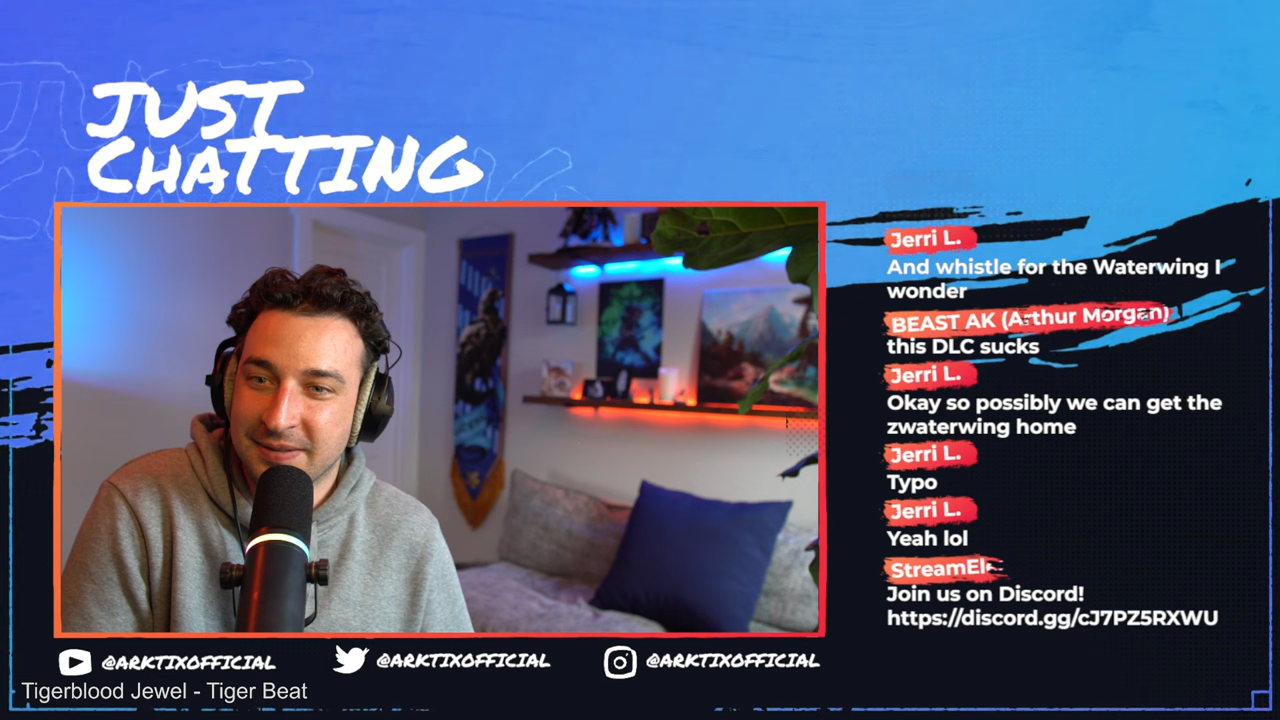 JUST
CHATTING
Jerri L.
And whistle for the Waterwing I
wonder
BEAST AK (Arthur Morgan)
this DLC sucks
Jerri L.
Okay so possibly we can get the
zwaterwing home
Jerri L.
Typo
Jerri L.
Yeah lol
StreamEle
Join us on Discord!
https://discord.gg/cJ7PZ5RXWU
@ARKTIXOFFICIAL
@ARKTIXOFFICIAL
@ARKTIXOFFICIAL
Tigerblood Jewel - Tiger Beat